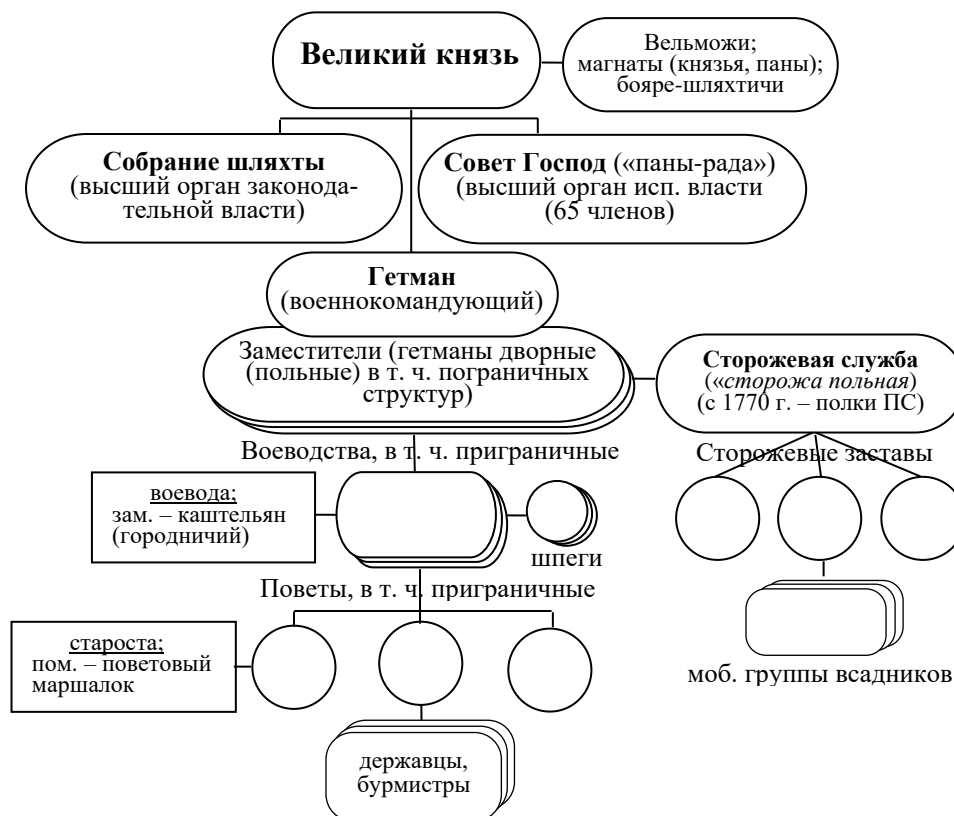 Великий князь
Вельможи;
магнаты (князья, паны);
бояре-шляхтичи
Собрание шляхты
(высший орган законода-
тельной власти)
Совет Господ («паны-рада»)
(высший орган исп. власти
(65 членов)
Гетман
(военнокомандующий)
Заместители (гетманы дворные
(польные) в т. ч. пограничных
структур)
Сторожевая служба
(«сторожа польная)
(с 1770 г. – полки ПС)
Воеводства, в т. ч. приграничные
Сторожевые заставы
воевода;
зам. – каштельян
(городничий)
шпеги
Поветы, в т. ч. приграничные
староста;
пом. – поветовый
маршалок
моб. группы всадников
державцы,
бурмистры